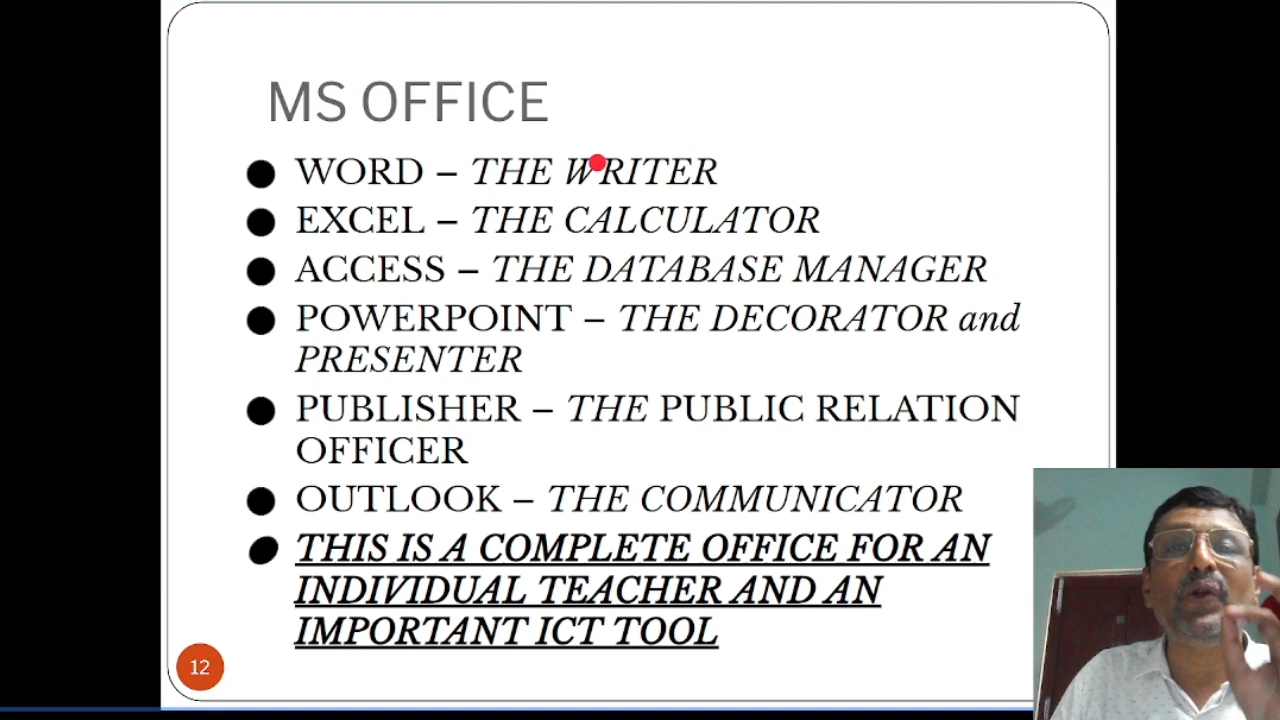 MS OFFICE
● WORD – THE WRITER
● EXCEL – THE CALCULATOR
● ACCESS – THE DATABASE MANAGER
● POWERPOINT – THE DECORATOR and
PRESENTER
● PUBLISHER – THE PUBLIC RELATION
OFFICER
● OUTLOOK – THE COMMUNICATOR
● THIS IS A COMPLETE OFFICE FOR AN
INDIVIDUAL TEACHER AND AN
IMPORTANT ICT TOOL
12